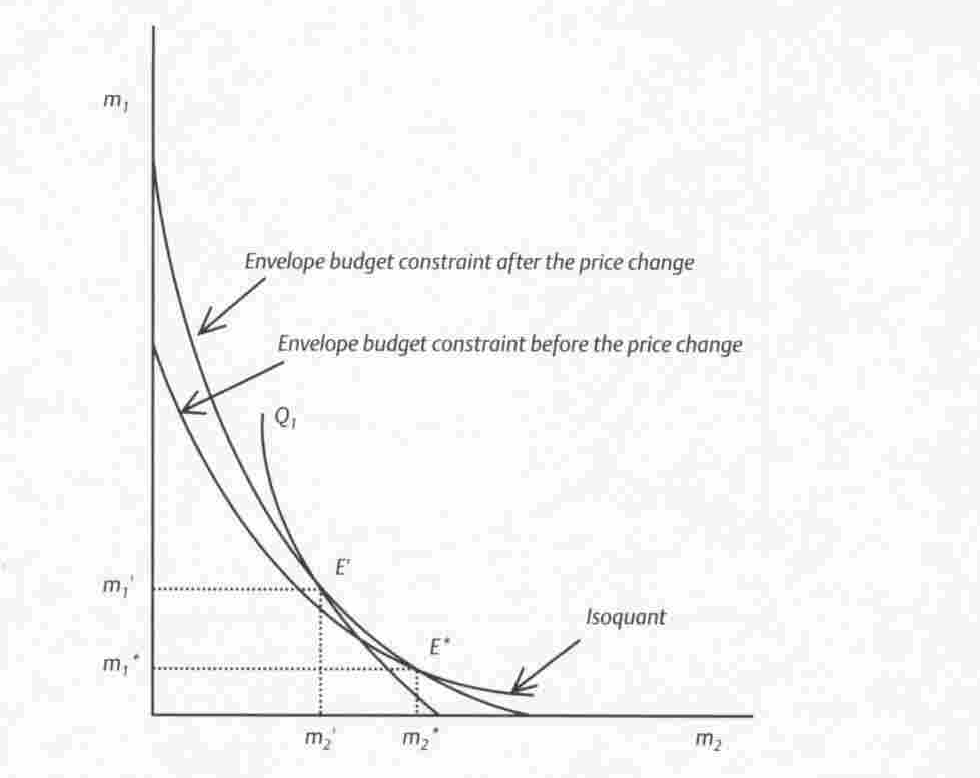 m₁
Envelope budget constraint after the price change
Envelope budget constraint before the price change
Q₁
E'
m₁'
Isoquant
E*
m₁*
m₂'
m₂*
m₂